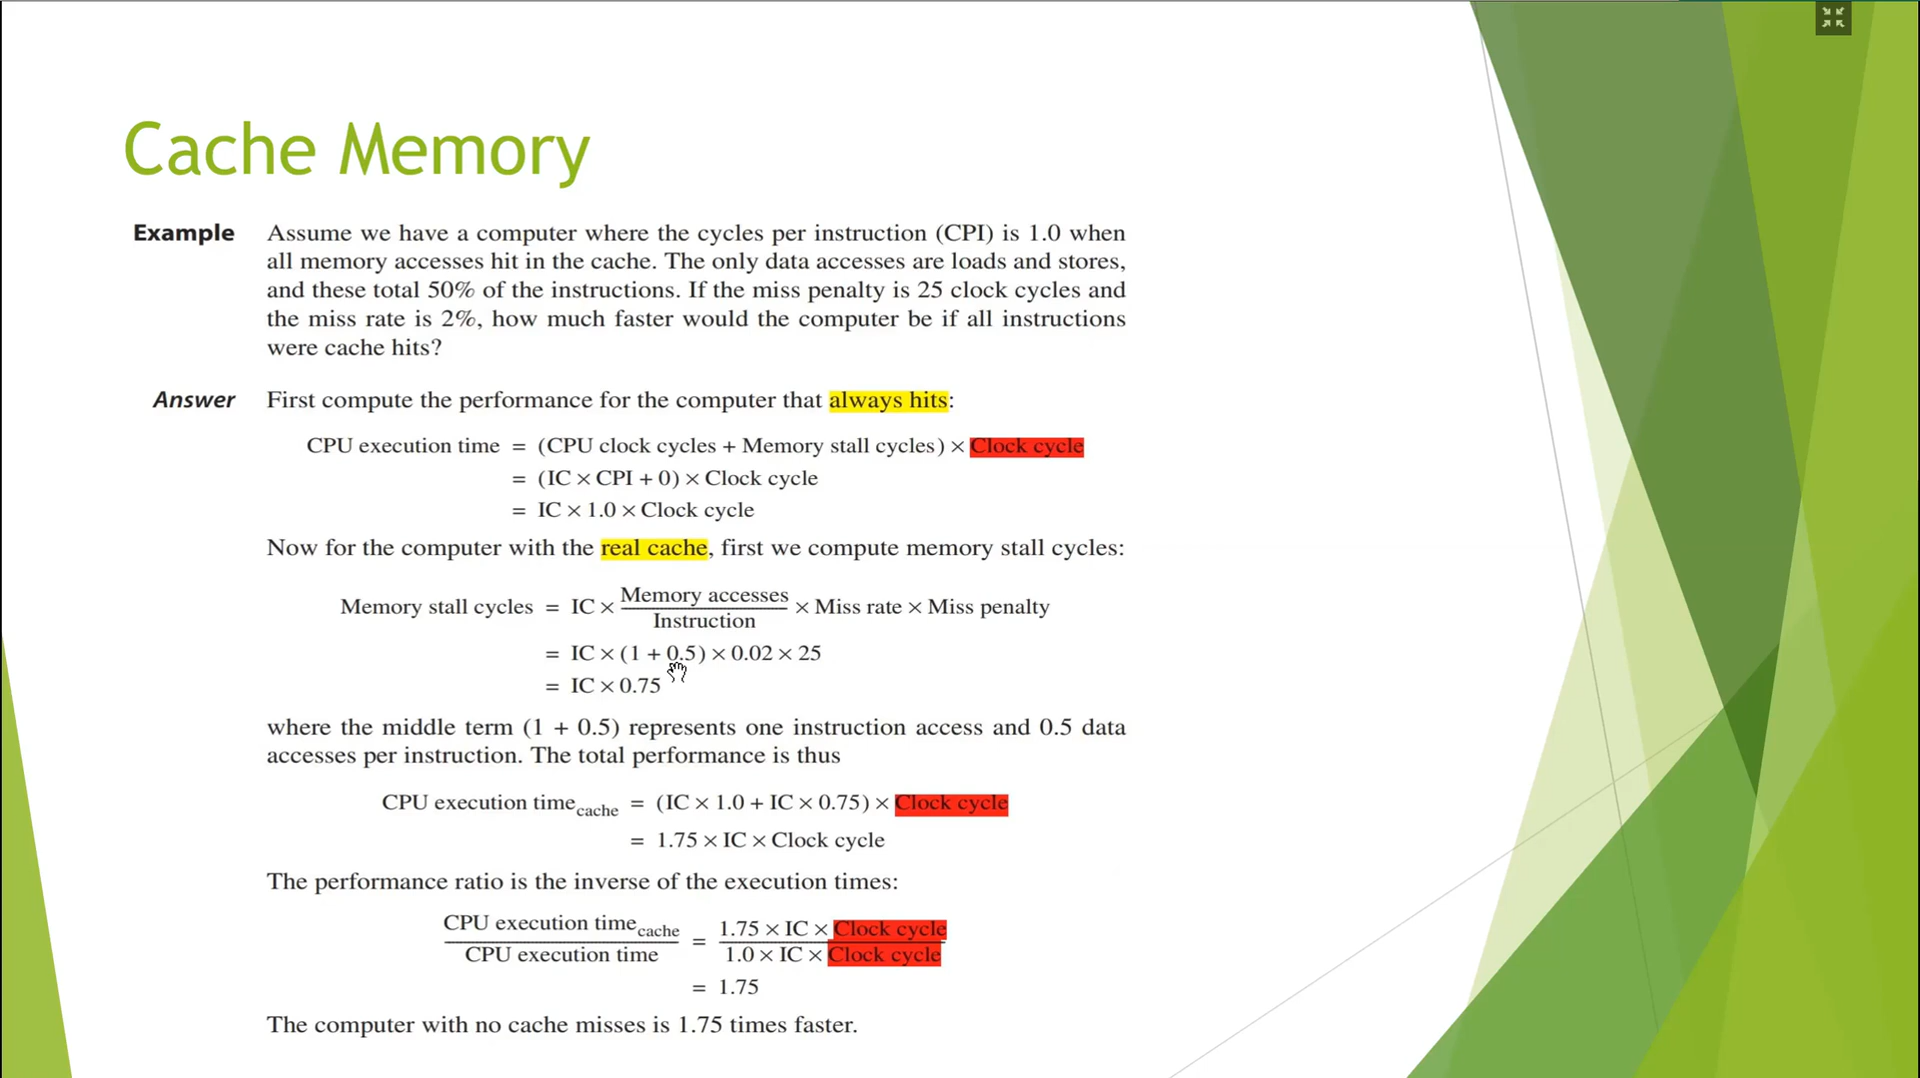 Cache Memory
Example Assume we have a computer where the cycles per instruction (CPI) is 1.0 when
all memory accesses hit in the cache. The only data accesses are loads and stores,
and these total 50% of the instructions. If the miss penalty is 25 clock cycles and
the miss rate is 2%, how much faster would the computer be if all instructions
were cache hits?
Answer First compute the performance for the computer that always hits:
CPU execution time = (CPU clock cycles + Memory stall cycles) × Clock cycle
= (IC × CPI + 0) × Clock cycle
= IC × 1.0 × Clock cycle
Now for the computer with the real cache, first we compute memory stall cycles:
Memory stall cycles = IC × Memory accesses / Instruction × Miss rate × Miss penalty
= IC × (1 + 0.5) × 0.02 × 25
= IC × 0.75
where the middle term (1 + 0.5) represents one instruction access and 0.5 data
accesses per instruction. The total performance is thus
CPU execution time cache = (IC × 1.0 + IC × 0.75) × Clock cycle
= 1.75 × IC × Clock cycle
The performance ratio is the inverse of the execution times:
CPU execution time cache / CPU execution time = 1.75 × IC × Clock cycle / 1.0 × IC × Clock cycle
= 1.75
The computer with no cache misses is 1.75 times faster.